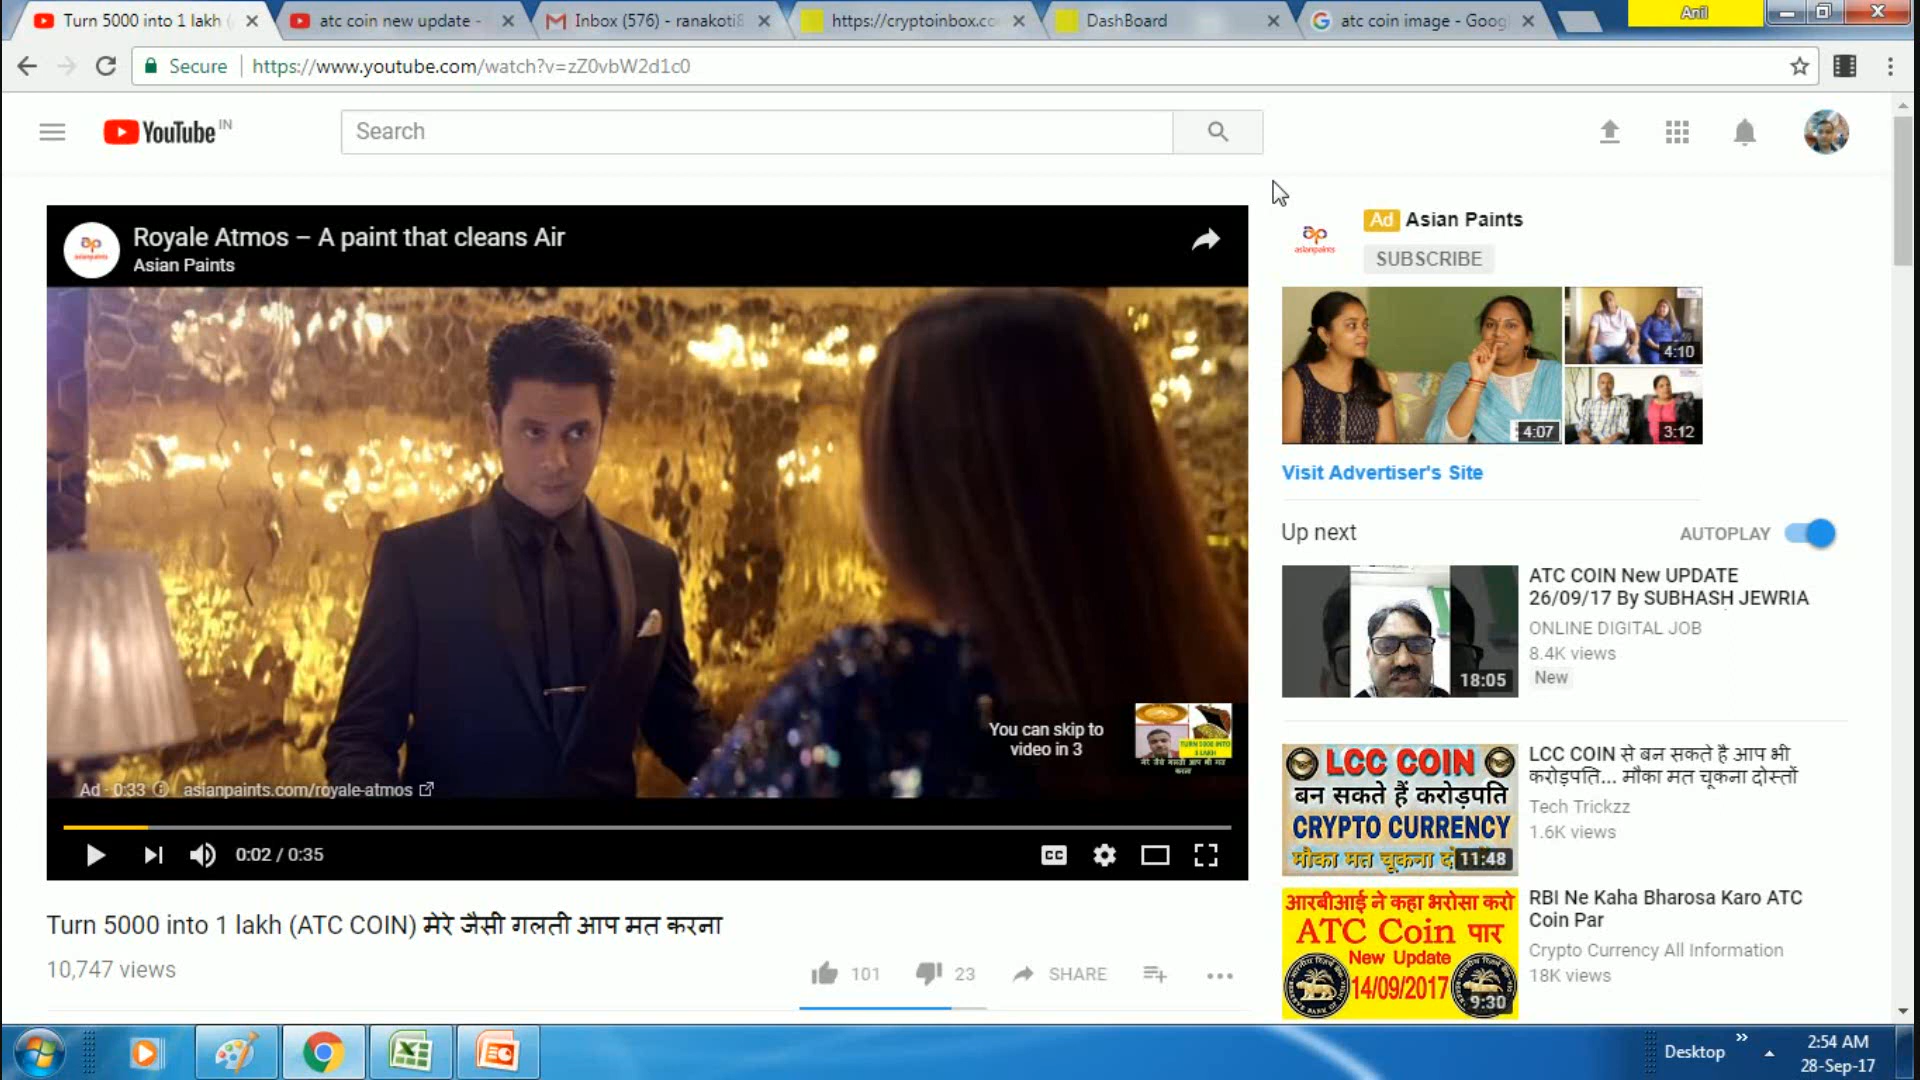 Turn 5000 into 1 lakh (
atc coin new update -
Inbox (576) - ranakoti8
https://cryptoinbox.co
DashBoard
atc coin image - Goog
Anil
Secure
https://www.youtube.com/watch?v=zZ0vbW2d1c0
YouTube IN
Search
Royale Atmos – A paint that cleans Air
Asian Paints
You can skip to
video in 3
TURN 5000 INTO
Ad · 0:33
asianpaints.com/royale-atmos
0:02 / 0:35
CC
Turn 5000 into 1 lakh (ATC COIN) मेरे जैसी गलती आप मत करना
10,747 views
101
23
SHARE
Ad Asian Paints
asianpaints
SUBSCRIBE
4:07
4:10
3:12
Visit Advertiser's Site
Up next
AUTOPLAY
18:05
ATC COIN New UPDATE
26/09/17 By SUBHASH JEWRIA
ONLINE DIGITAL JOB
8.4K views
New
LCC COIN
बन सकते हैं करोड़पति
CRYPTO CURRENCY
मौका मत चूकना दो
11:48
LCC COIN से बन सकते है आप भी
करोड़पति... मौका मत चूकना दोस्तों
Tech Trickzz
1.6K views
आरबीआई ने कहा भरोसा करो
ATC Coin पार
New Update
14/09/2017
9:30
RBI Ne Kaha Bharosa Karo ATC
Coin Par
Crypto Currency All Information
18K views
Desktop
2:54 AM
28-Sep-17